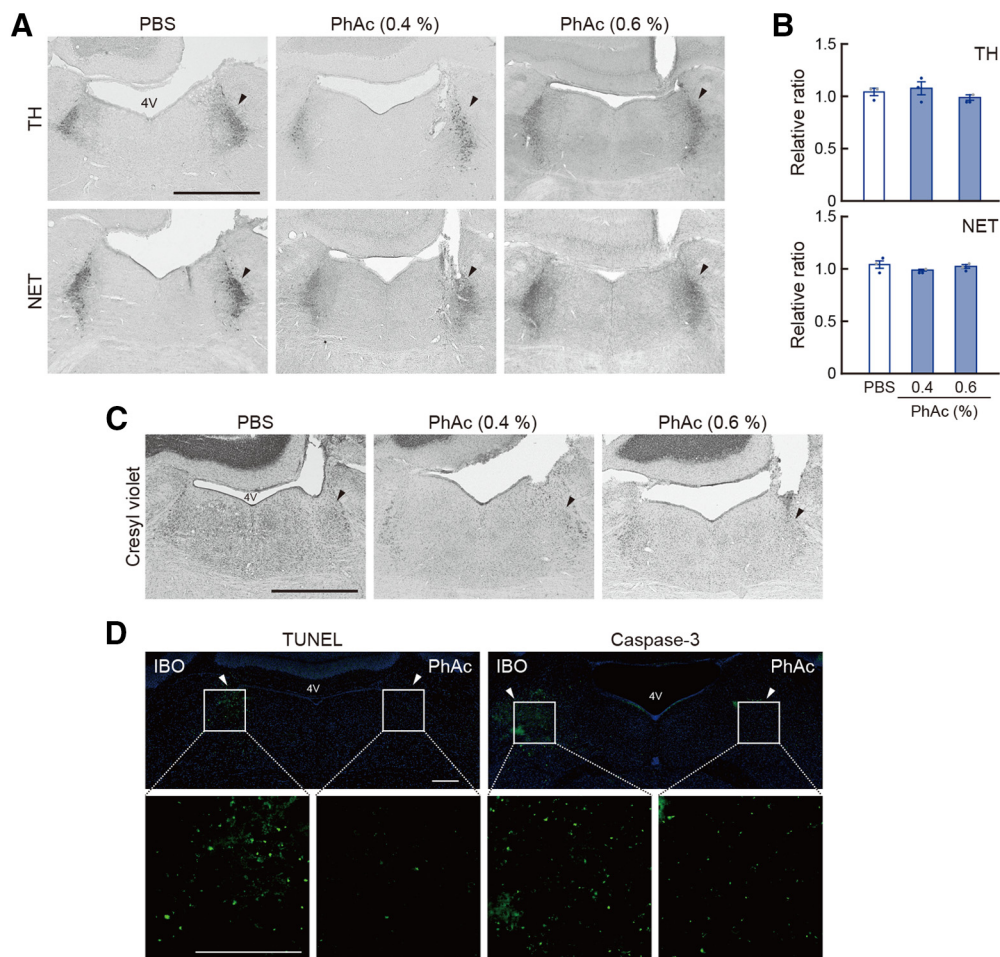 A
PBS
PhAc (0.4 %)
PhAc (0.6 %)
TH
4V
NET
B
1.5
TH
1.0
0.5
0
Relative ratio
1.5
NET
1.0
0.5
0
Relative ratio
PBS
0.4
0.6
PhAc (%)
C
PBS
PhAc (0.4 %)
PhAc (0.6 %)
Cresyl violet
4V
D
TUNEL
Caspase-3
IBO
PhAc
4V
IBO
PhAc
4V